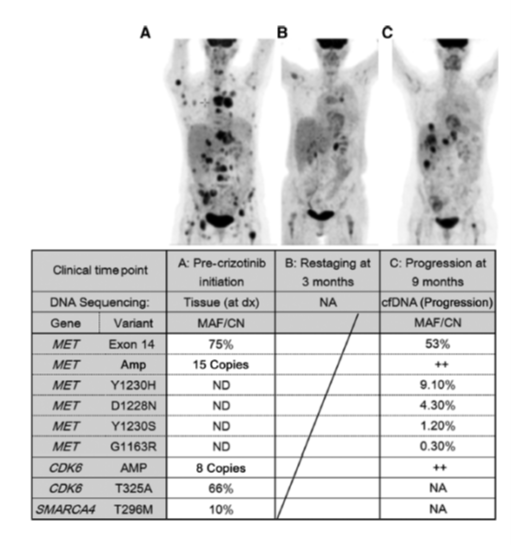 A B C
Clinical timepoint A: Pre-crizotinib initiation B: Restaging at 3 months C: Progression at 9 months
DNA Sequencing: Tissue (at dx) NA cfDNA (Progression)
Gene Variant MAF/CN MAF/CN
MET Exon 14 75% 53%
MET Amp 15 Copies ++
MET Y1230H ND 9.10%
MET D1228N ND 4.30%
MET Y1230S ND 1.20%
MET G1163R ND 0.30%
CDK6 AMP 8 Copies ++
CDK6 T325A 66% NA
SMARCA4 T296M 10% NA